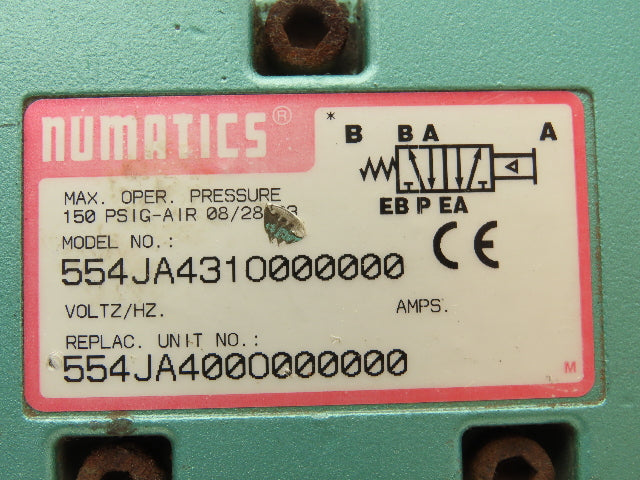 NUMATICS®
* B B A A
EB P EA
MAX. OPER. PRESSURE
150 PSIG-AIR 08/28
MODEL NO.:
554JA4310000000
CE
VOLTZ/HZ. AMPS.
REPLAC. UNIT NO.:
554JA4000000000
M